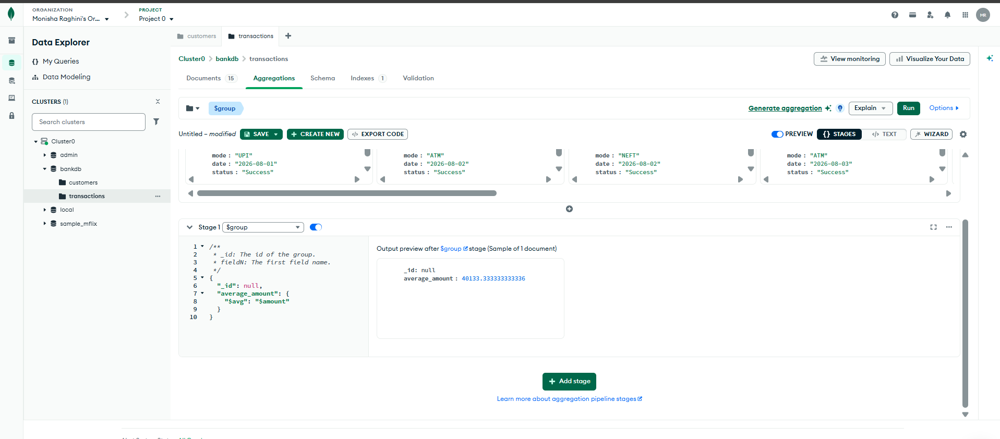 ORGANIZATION
Monisha Raghini's Or...
PROJECT
Project 0
MR
Data Explorer
My Queries
Data Modeling
CLUSTERS (1)
Search clusters
Cluster0
admin
bankdb
customers
transactions
local
sample_mflix
customers
transactions
Cluster0 > bankdb > transactions
View monitoring
Visualize Your Data
Documents 15
Aggregations
Schema
Indexes 1
Validation
$group
Generate aggregation
Explain
Run
Options
Untitled – modified
SAVE
CREATE NEW
EXPORT CODE
PREVIEW
STAGES
TEXT
WIZARD
mode : "UPI"
date : "2026-08-01"
status : "Success"
mode : "ATM"
date : "2026-08-02"
status : "Success"
mode : "NEFT"
date : "2026-08-02"
status : "Success"
mode : "ATM"
date : "2026-08-03"
status : "Success"
Stage 1 $group
1 /**
2 * _id: The id of the group.
3 * fieldN: The first field name.
4 */
5 {
6 "_id": null,
7 "average_amount": {
8 "$avg": "$amount"
9 }
10 }
Output preview after $group stage (Sample of 1 document)
_id: null
average_amount : 40133.333333333336
+ Add stage
Learn more about aggregation pipeline stages